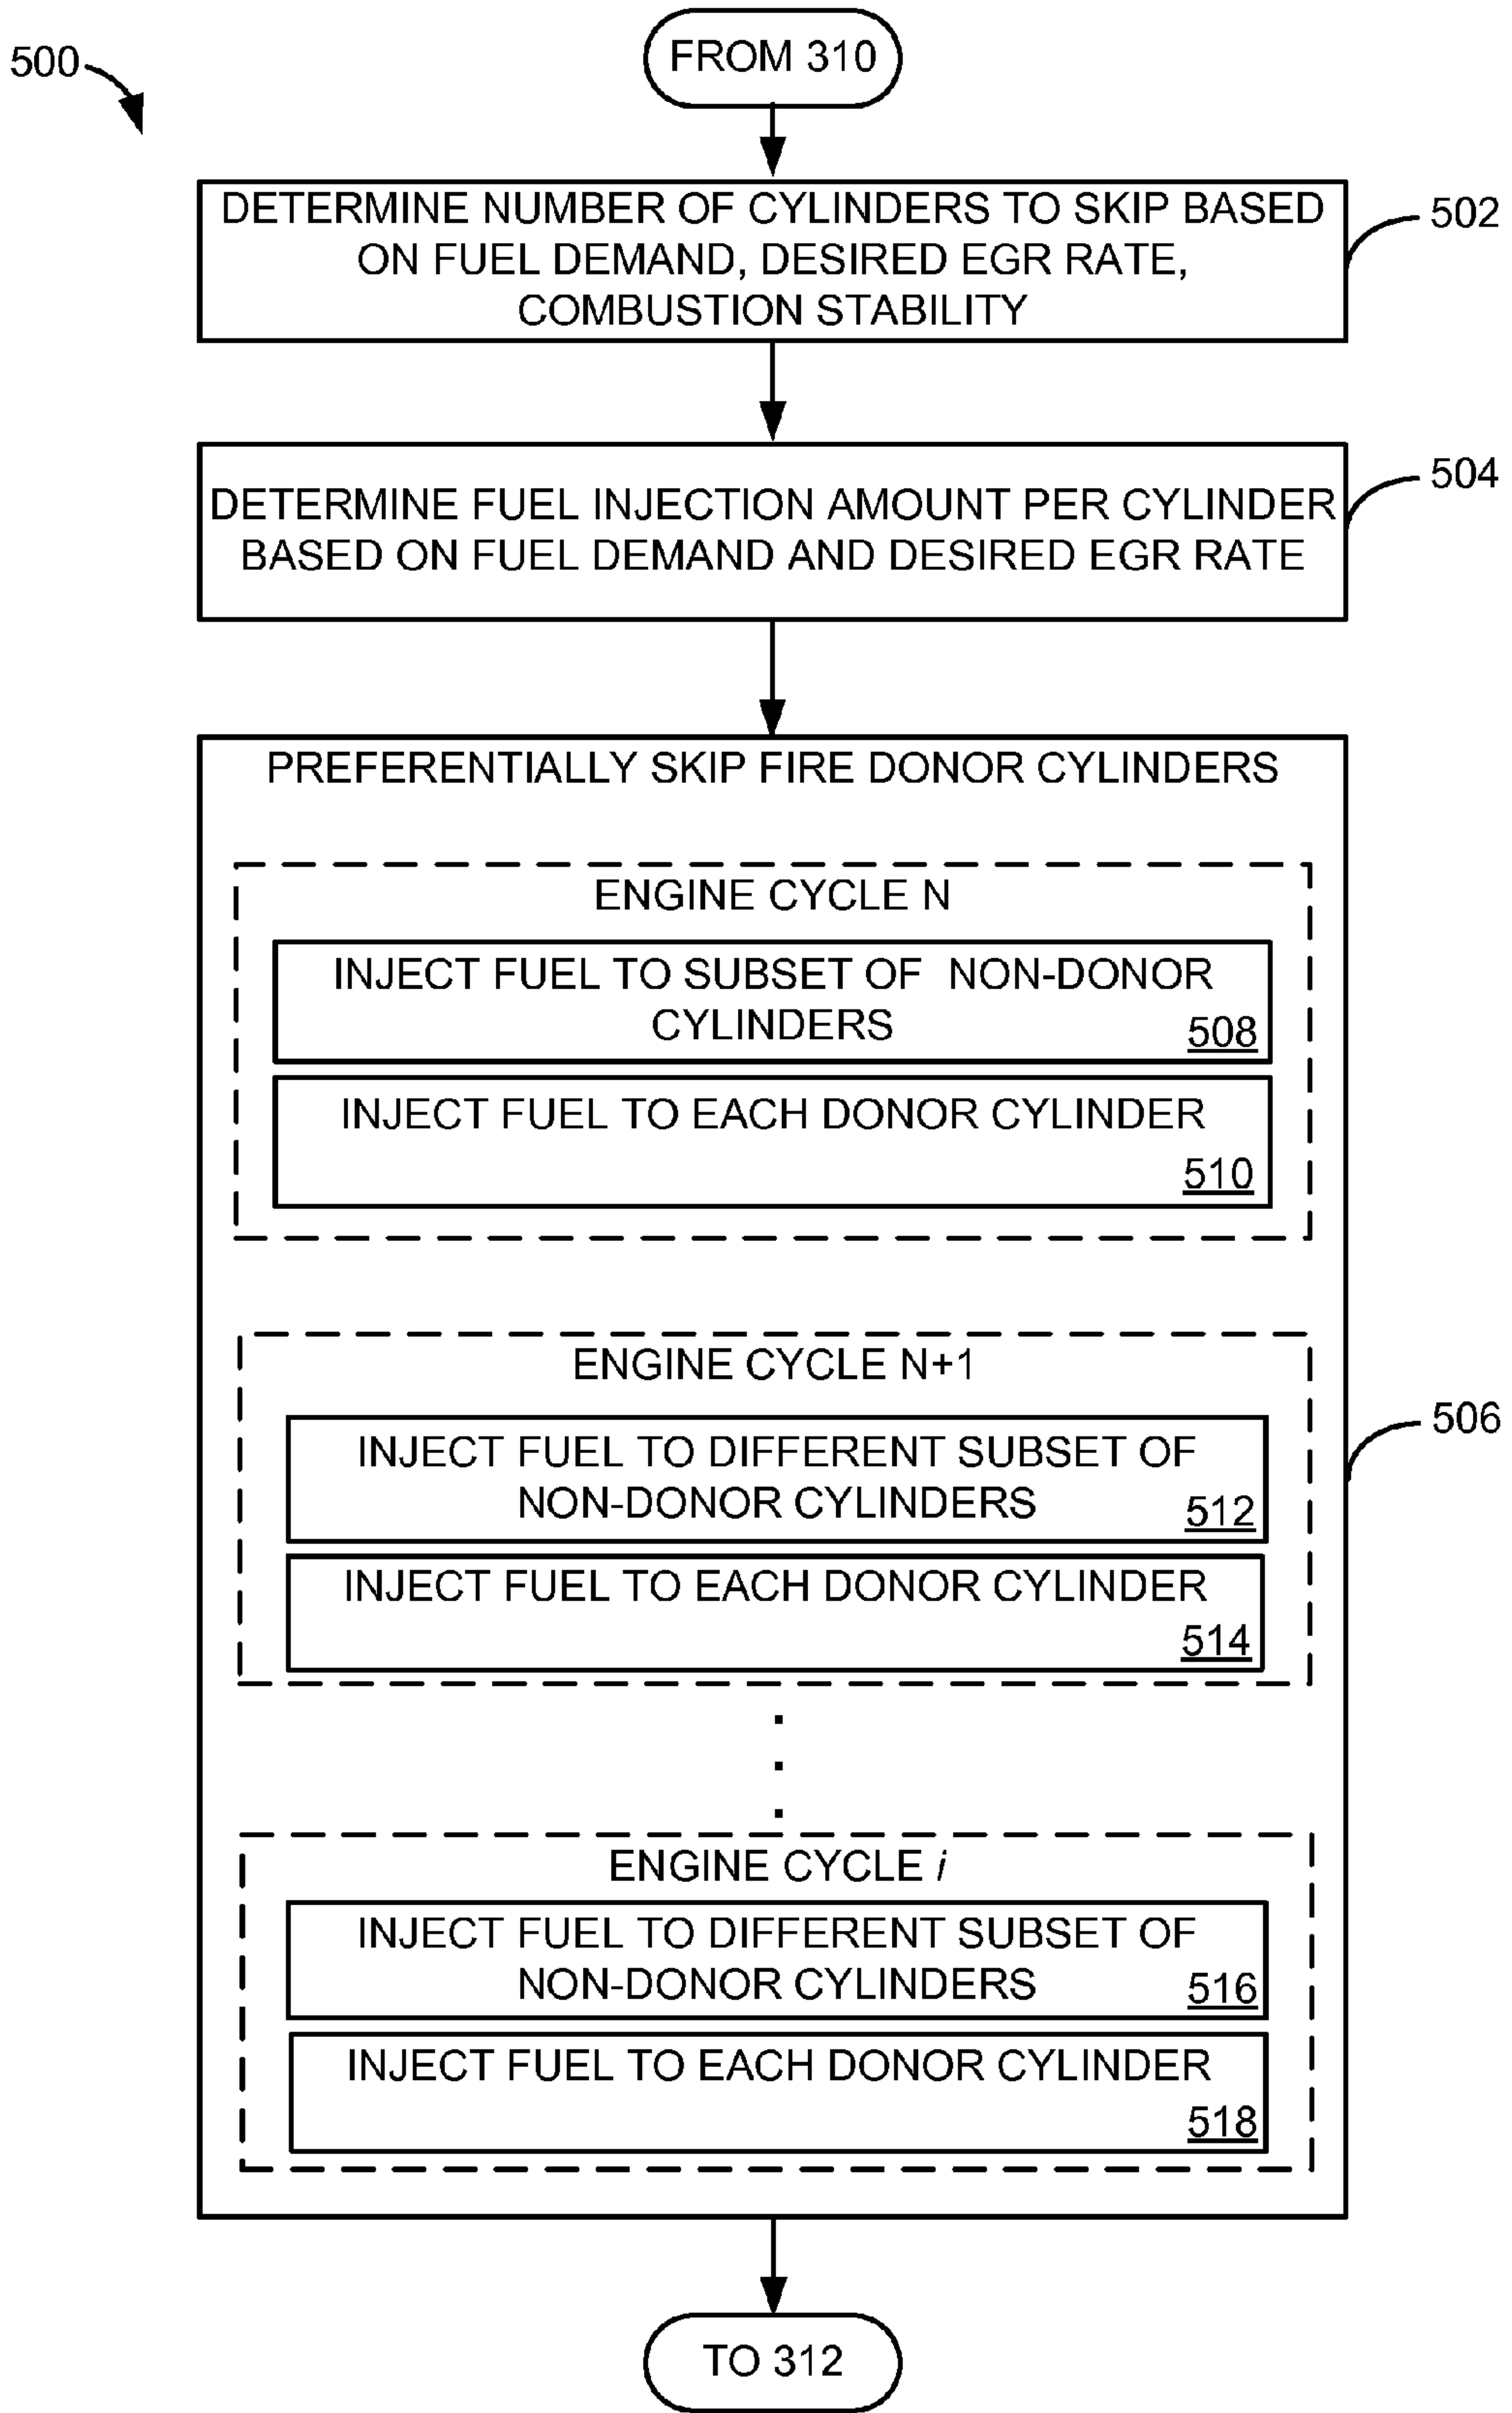 500
FROM 310
DETERMINE NUMBER OF CYLINDERS TO SKIP BASED
ON FUEL DEMAND, DESIRED EGR RATE,
COMBUSTION STABILITY
502
DETERMINE FUEL INJECTION AMOUNT PER CYLINDER
BASED ON FUEL DEMAND AND DESIRED EGR RATE
504
PREFERENTIALLY SKIP FIRE DONOR CYLINDERS
ENGINE CYCLE N
INJECT FUEL TO SUBSET OF NON-DONOR
CYLINDERS
508
INJECT FUEL TO EACH DONOR CYLINDER
510
ENGINE CYCLE N+1
INJECT FUEL TO DIFFERENT SUBSET OF
NON-DONOR CYLINDERS
512
506
INJECT FUEL TO EACH DONOR CYLINDER
514
ENGINE CYCLE i
INJECT FUEL TO DIFFERENT SUBSET OF
NON-DONOR CYLINDERS
516
INJECT FUEL TO EACH DONOR CYLINDER
518
TO 312